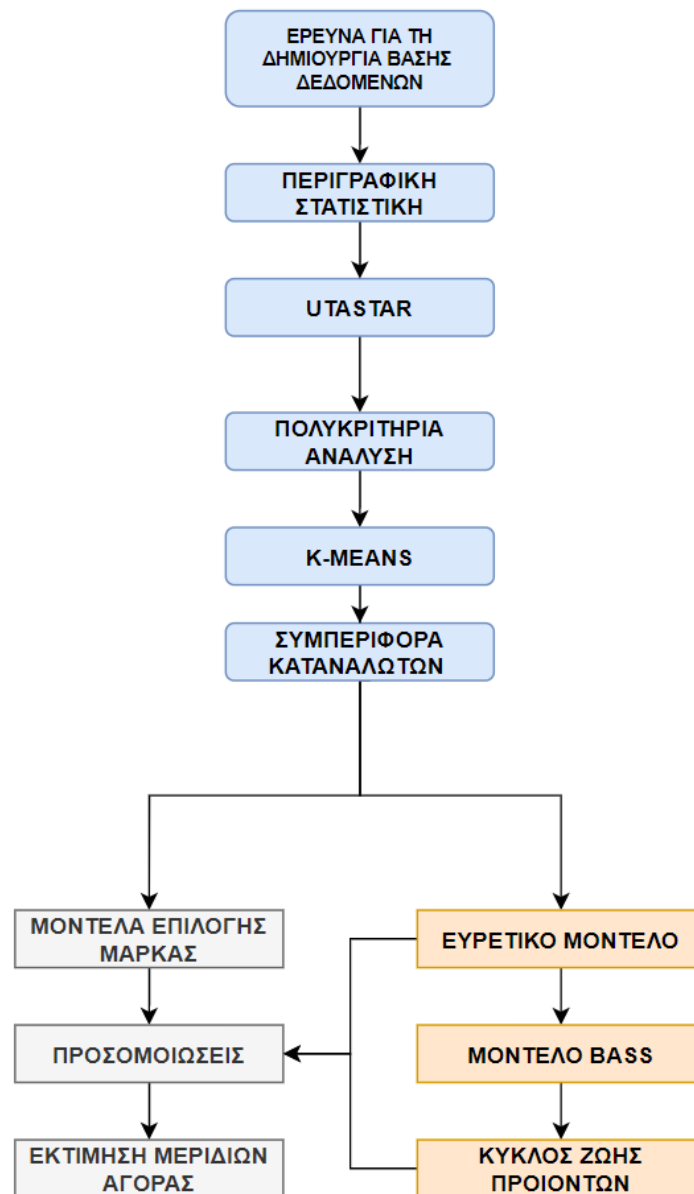 ΕΡΕΥΝΑ ΓΙΑ ΤΗ
ΔΗΜΙΟΥΡΓΙΑ ΒΑΣΗΣ
ΔΕΔΟΜΕΝΩΝ
ΠΕΡΙΓΡΑΦΙΚΗ
ΣΤΑΤΙΣΤΙΚΗ
UTASTAR
ΠΟΛΥΚΡΙΤΗΡΙΑ
ΑΝΑΛΥΣΗ
K-MEANS
ΣΥΜΠΕΡΙΦΟΡΑ
ΚΑΤΑΝΑΛΩΤΩΝ
ΜΟΝΤΕΛΑ ΕΠΙΛΟΓΗΣ
ΜΑΡΚΑΣ
ΕΥΡΕΤΙΚΟ ΜΟΝΤΕΛΟ
ΠΡΟΣΟΜΟΙΩΣΕΙΣ
ΜΟΝΤΕΛΟ BASS
ΕΚΤΙΜΗΣΗ ΜΕΡΙΔΙΩΝ
ΑΓΟΡΑΣ
ΚΥΚΛΟΣ ΖΩΗΣ
ΠΡΟΙΟΝΤΩΝ